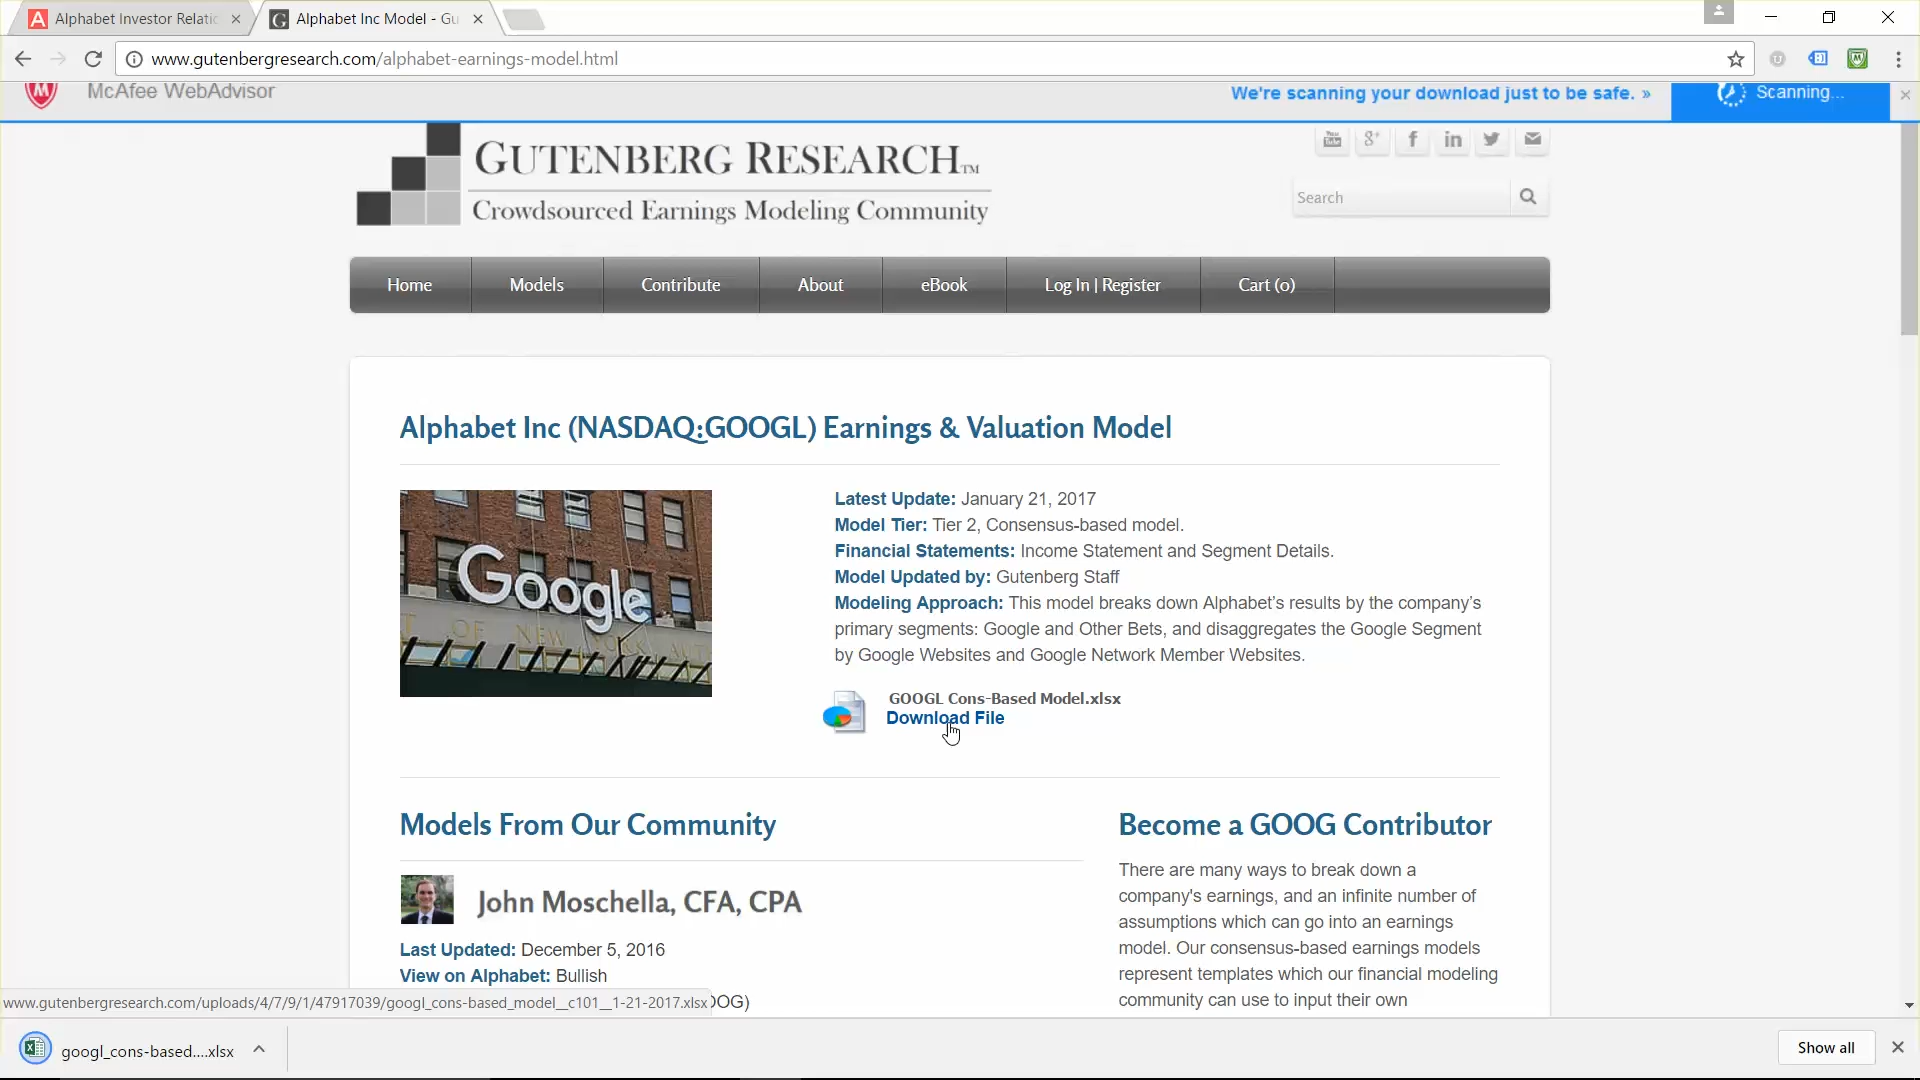 Alphabet Investor Relatic
Alphabet Inc Model - Gu
www.gutenbergresearch.com/alphabet-earnings-model.html
McAfee WebAdvisor
We're scanning your download just to be safe. »
Scanning...
GUTENBERG RESEARCH™
Crowdsourced Earnings Modeling Community
Search
Home
Models
Contribute
About
eBook
Log In | Register
Cart (0)
Alphabet Inc (NASDAQ:GOOGL) Earnings & Valuation Model
Google
Latest Update: January 21, 2017
Model Tier: Tier 2, Consensus-based model.
Financial Statements: Income Statement and Segment Details.
Model Updated by: Gutenberg Staff
Modeling Approach: This model breaks down Alphabet’s results by the company’s
primary segments: Google and Other Bets, and disaggregates the Google Segment
by Google Websites and Google Network Member Websites.
GOOGL Cons-Based Model.xlsx
Download File
Models From Our Community
John Moschella, CFA, CPA
Last Updated: December 5, 2016
View on Alphabet: Bullish
OOG)
Become a GOOG Contributor
There are many ways to break down a
company's earnings, and an infinite number of
assumptions which can go into an earnings
model. Our consensus-based earnings models
represent templates which our financial modeling
community can use to input their own
www.gutenbergresearch.com/uploads/4/7/9/1/47917039/googl_cons-based_model__c101__1-21-2017.xlsx
googl_cons-based....xlsx
Show all